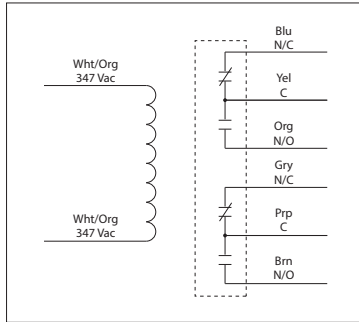 Wht/Org
347 Vac
Wht/Org
347 Vac
Blu
N/C
Yel
C
Org
N/O
Gry
N/C
Prp
C
Brn
N/O